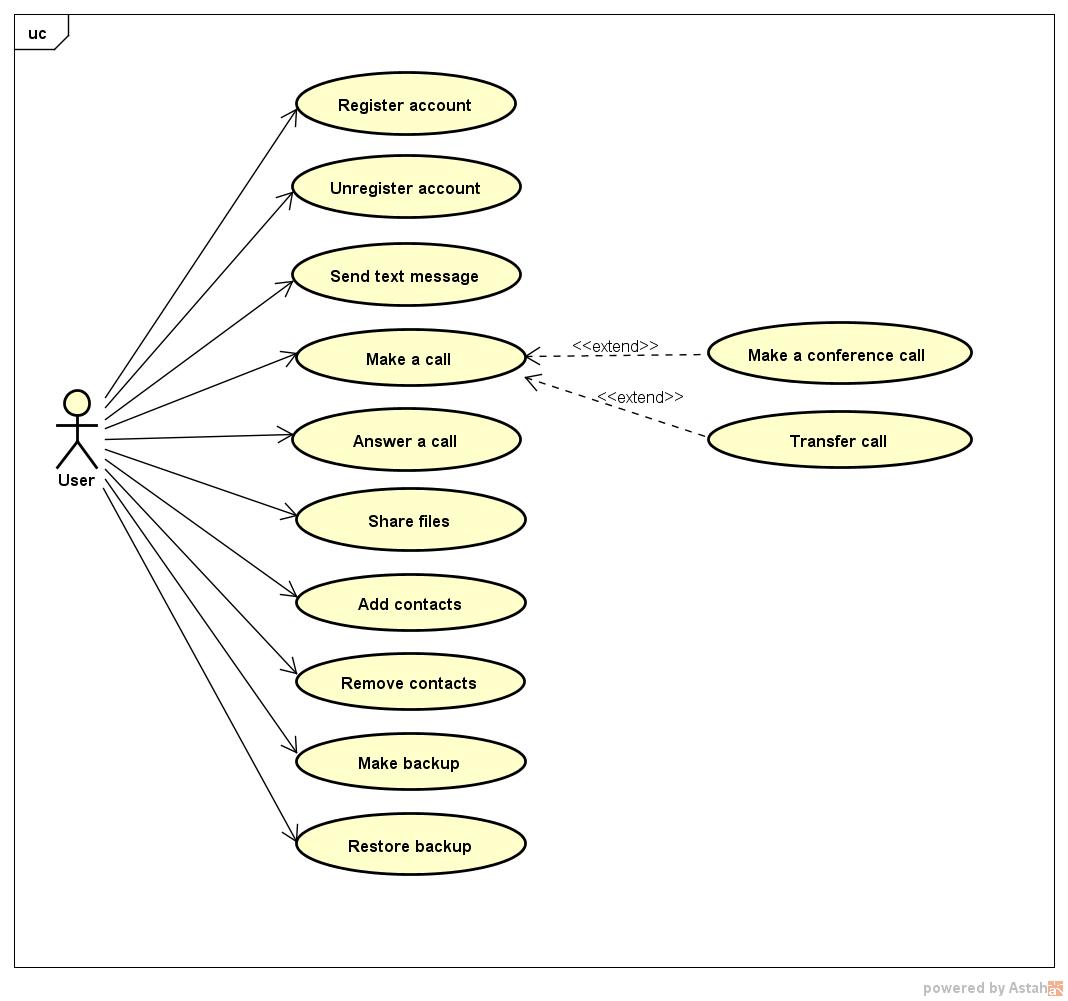 uc
Register account
Unregister account
Send text message
Make a call
<<extend>>
Make a conference call
<<extend>>
Answer a call
Transfer call
User
Share files
Add contacts
Remove contacts
Make backup
Restore backup
powered by Astah